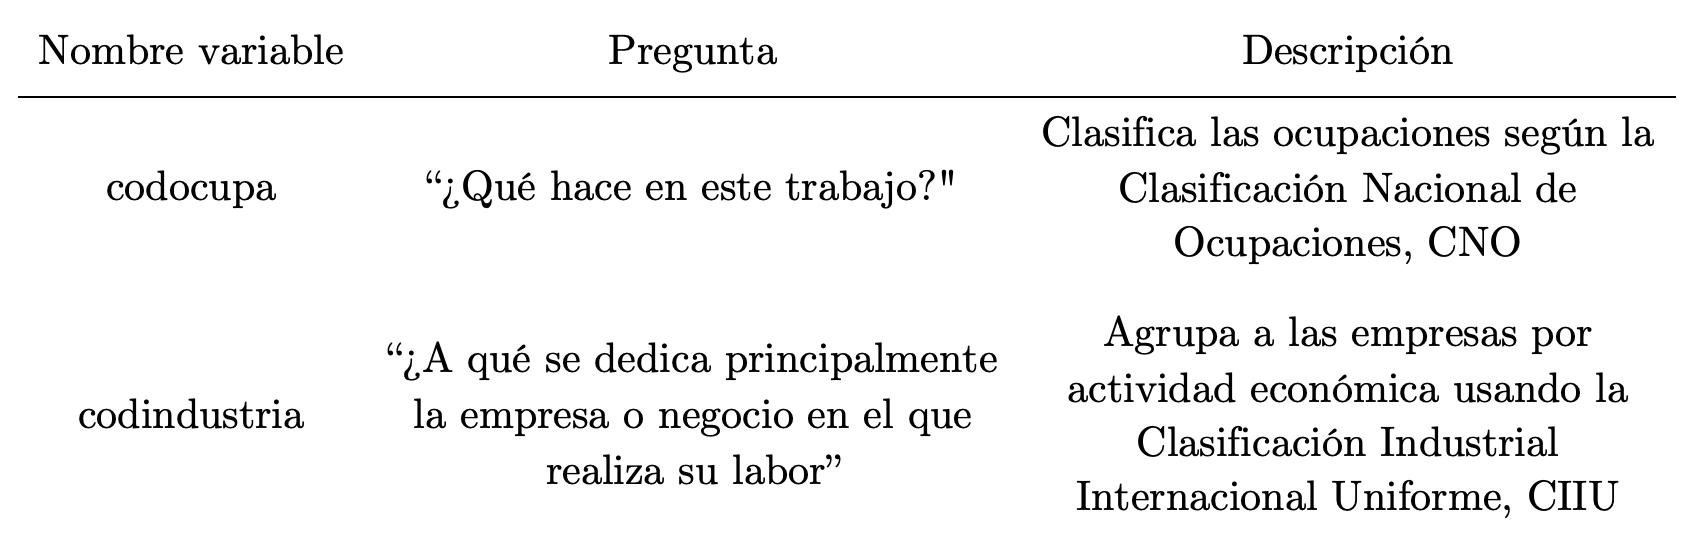 Nombre variable Pregunta Descripción
codocupa
“¿Qué hace en este trabajo?"
Clasifica las ocupaciones según la
Clasificación Nacional de
Ocupaciones, CNO
codindustria
“¿A qué se dedica principalmente
la empresa o negocio en el que
realiza su labor”
Agrupa a las empresas por
actividad económica usando la
Clasificación Industrial
Internacional Uniforme, CIIU